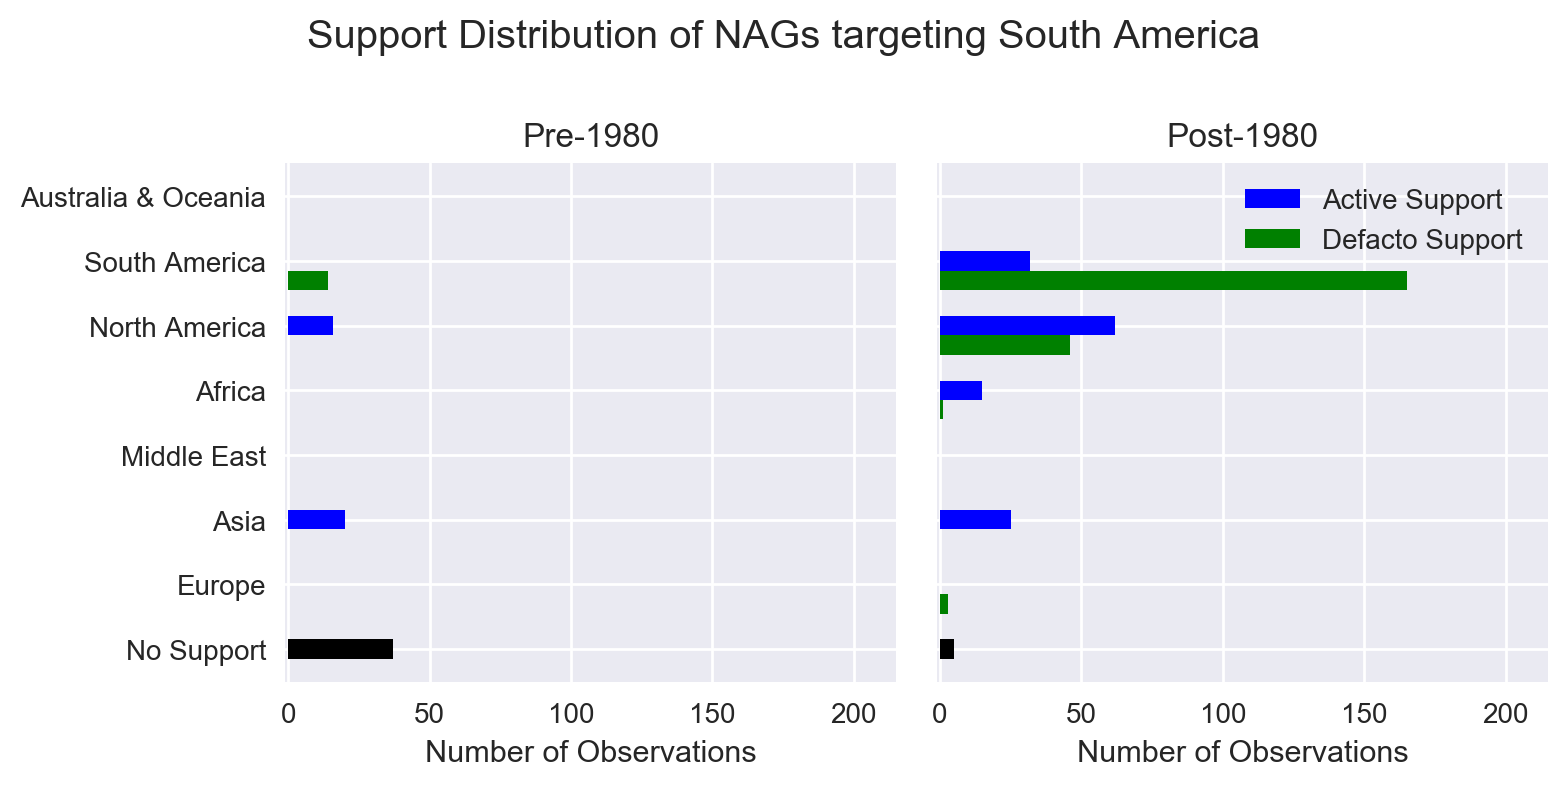 Support Distribution of NAGs targeting South America
Pre-1980
Post-1980
Australia & Oceania
South America
North America
Africa
Middle East
Asia
Europe
No Support
Active Support
Defacto Support
0 50 100 150 200
0 50 100 150 200
Number of Observations
Number of Observations